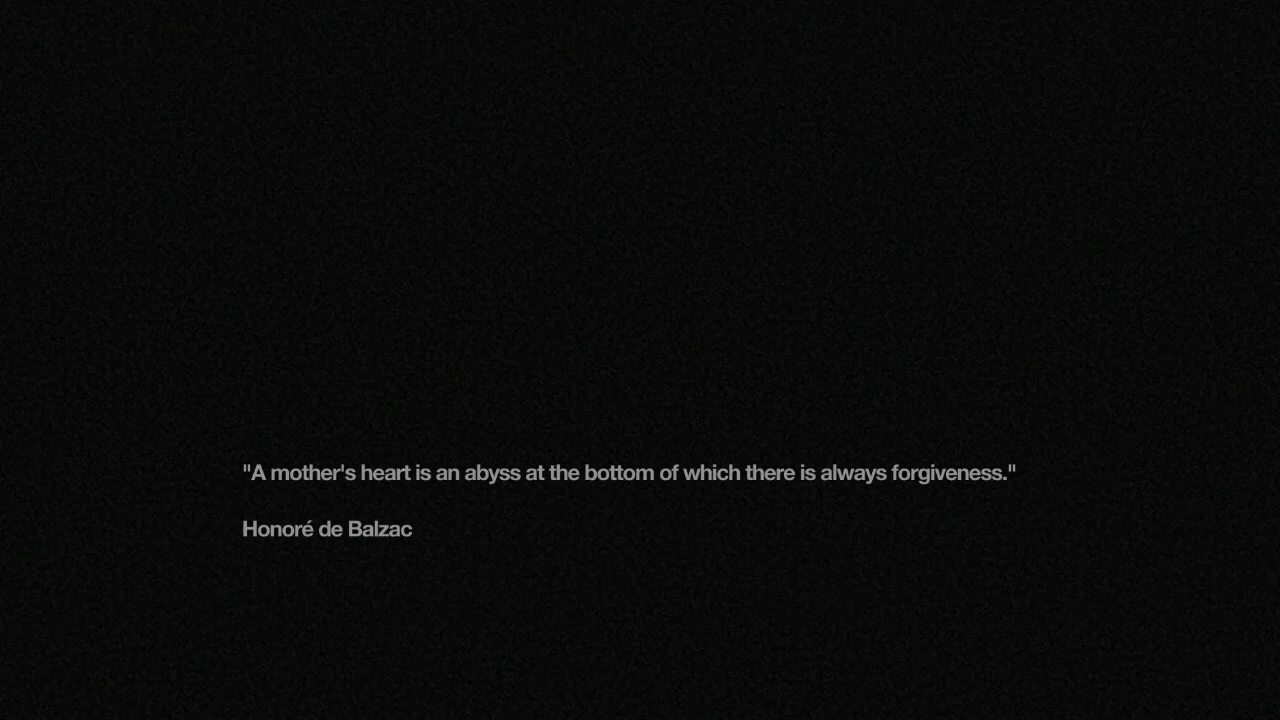 "A mother's heart is an abyss at the bottom of which there is always forgiveness."
Honoré de Balzac